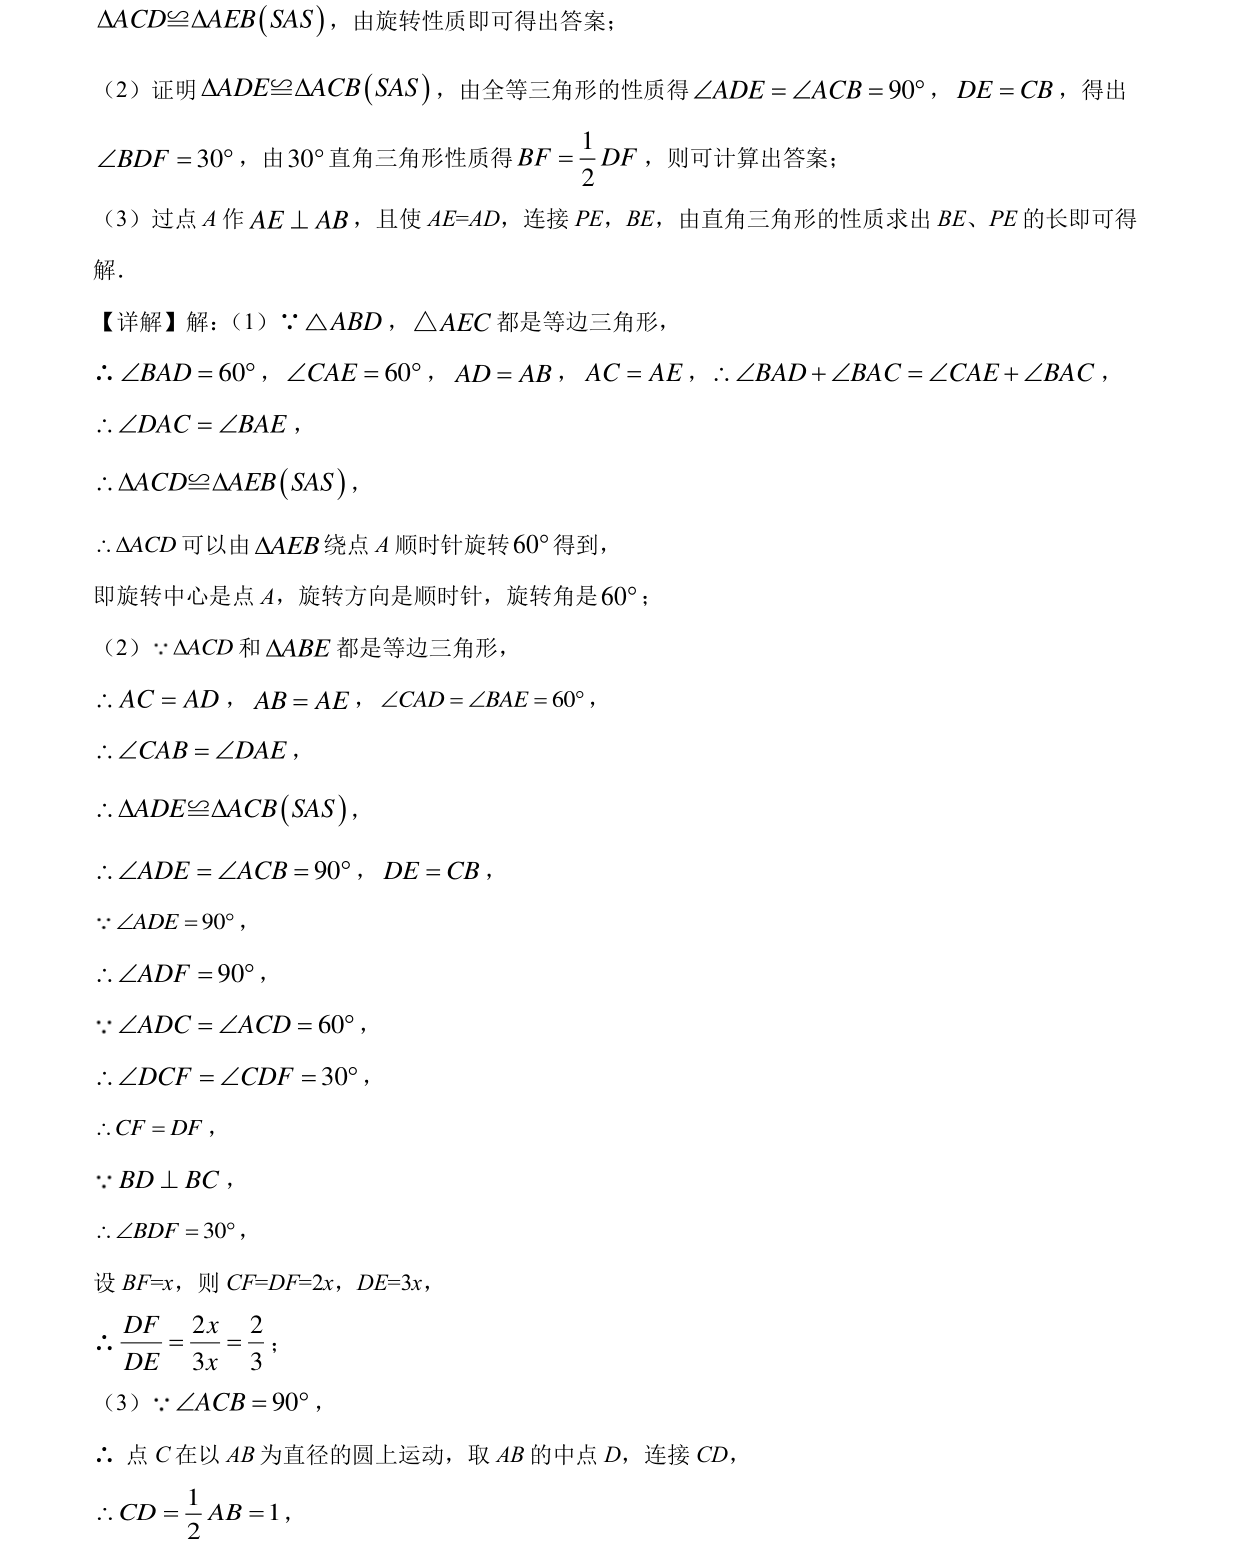 ΔACD≌ΔAEB(SAS)，由旋转性质即可得出答案；
（2）证明ΔADE≌ΔACB(SAS)，由全等三角形的性质得∠ADE=∠ACB=90°，DE=CB，得出
∠BDF=30°，由30°直角三角形性质得BF=1/2DF，则可计算出答案；
（3）过点A作AE⊥AB，且使AE=AD，连接PE，BE，由直角三角形的性质求出BE、PE的长即可得
解．
【详解】解：（1）∵△ABD，△AEC都是等边三角形，
∴∠BAD=60°，∠CAE=60°，AD=AB，AC=AE，∴∠BAD+∠BAC=∠CAE+∠BAC，
∴∠DAC=∠BAE，
∴ΔACD≌ΔAEB(SAS)，
∴ΔACD可以由ΔAEB绕点A顺时针旋转60°得到，
即旋转中心是点A，旋转方向是顺时针，旋转角是60°；
（2）∵ΔACD和ΔABE都是等边三角形，
∴AC=AD，AB=AE，∠CAD=∠BAE=60°，
∴∠CAB=∠DAE，
∴ΔADE≌ΔACB(SAS)，
∴∠ADE=∠ACB=90°，DE=CB，
∵∠ADE=90°，
∴∠ADF=90°，
∵∠ADC=∠ACD=60°，
∴∠DCF=∠CDF=30°，
∴CF=DF，
∵BD⊥BC，
∴∠BDF=30°，
设BF=x，则CF=DF=2x，DE=3x，
∴DF/DE=2x/3x=2/3；
（3）∵∠ACB=90°，
∴ 点C在以AB为直径的圆上运动，取AB的中点D，连接CD，
∴CD=1/2AB=1，